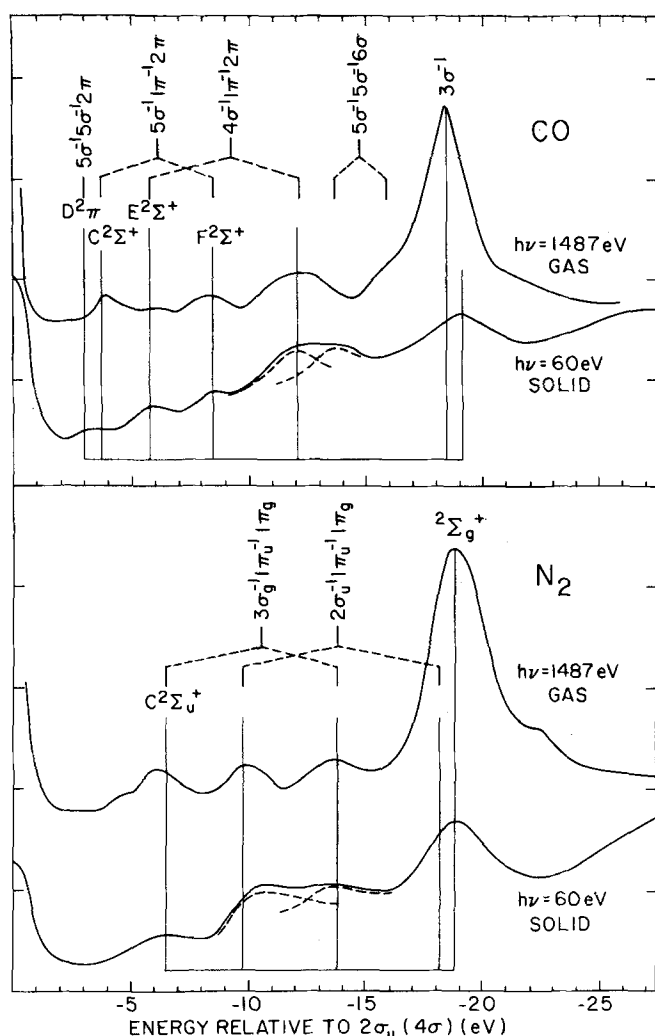 5σ⁻¹5σ⁻¹2π
5σ⁻¹1π⁻¹2π
4σ⁻¹1π⁻¹2π
5σ⁻¹5σ⁻¹6σ
3σ⁻¹
CO
D²π
C²Σ⁺
E²Σ⁺
F²Σ⁺
hν=1487eV
GAS
hν=60eV
SOLID
3σg⁻¹1πu⁻¹1πg
2σu⁻¹1πu⁻¹1πg
²Σg⁺
N₂
C²Σu⁺
hν=1487eV
GAS
hν=60eV
SOLID
-5 -10 -15 -20 -25
ENERGY RELATIVE TO 2σu (4σ) (eV)